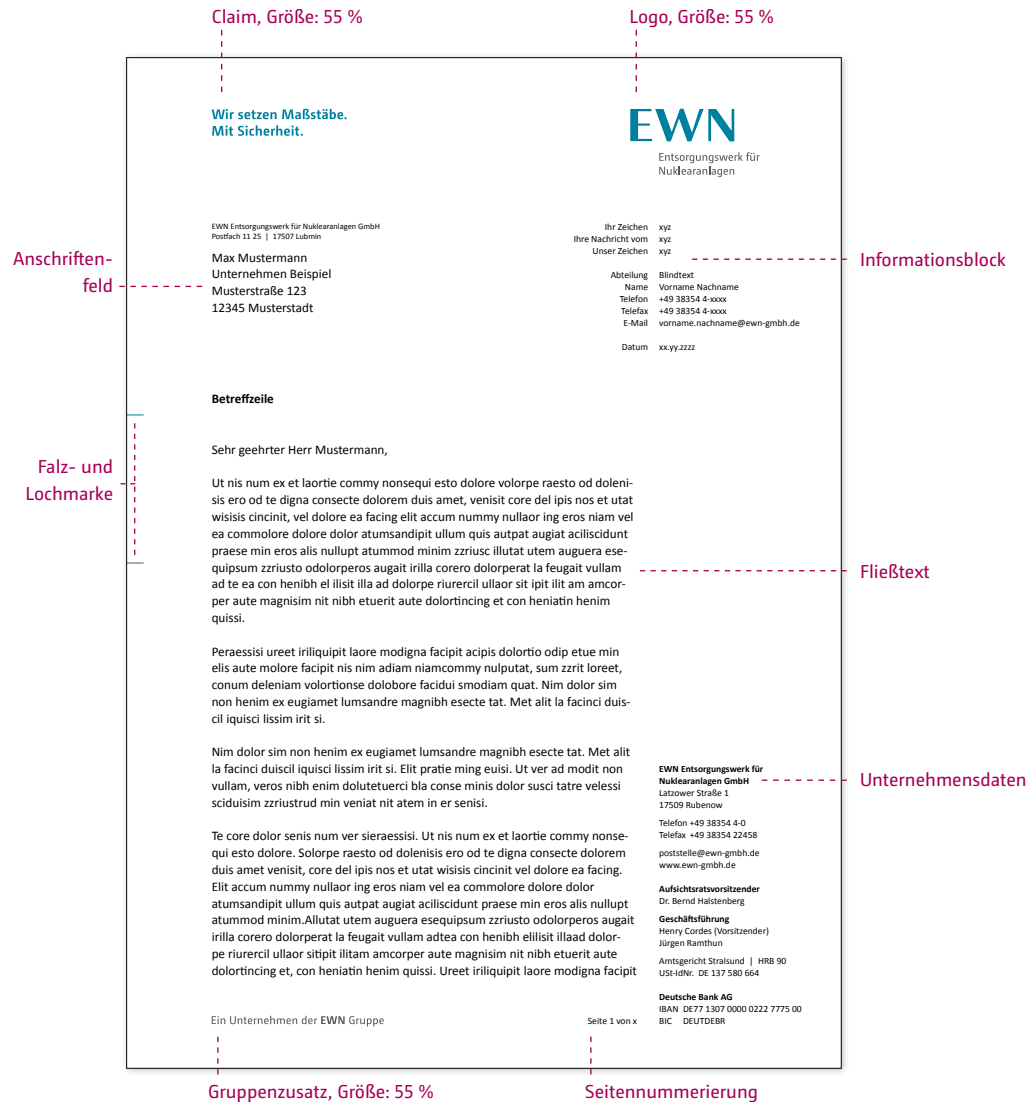 Claim, Größe: 55 %
Logo, Größe: 55 %
Wir setzen Maßstäbe.
Mit Sicherheit.
EWN
Entsorgungswerk für
Nuklearanlagen
EWN Entsorgungswerk für Nuklearanlagen GmbH
Postfach 11 25 | 17507 Lubmin
Anschriften-
feld
Max Mustermann
Unternehmen Beispiel
Musterstraße 123
12345 Musterstadt
Ihr Zeichen xyz
Ihre Nachricht vom xyz
Unser Zeichen xyz
Abteilung Blindtext
Name Vorname Nachname
Telefon +49 38354 4-xxxx
Telefax +49 38354 4-xxxx
E-Mail vorname.nachname@ewn-gmbh.de
Datum xx.yy.zzzz
Informationsblock
Betreffzeile
Falz- und
Lochmarke
Sehr geehrter Herr Mustermann,
Ut nis num ex et laortie commy nonsequi esto dolore volorpe raesto od doleni-
sis ero od te digna consecte dolorem duis amet, venisit core del ipis nos et utat
wisisis cincinit, vel dolore ea facing elit accum nummy nullaor ing eros niam vel
ea commolore dolore dolor atumsandipit ullum quis autpat augiat aciliscidunt
praese min eros alis nullupt atummod minim zzriusc illutat utem auguera ese-
quipsum zzriusto odolorperos augait irilla corero dolorperat la feugait vullam
ad te ea con henibh el ilisit illa ad dolorpe riurercil ullaor sit ipit ilit am amcor-
per aute magnisim nit nibh etuerit aute dolortincing et con heniatin henim
quissi.
Fließtext
Peraessisi ureet iriliquipit laore modigna facipit acipis dolortio odip etue min
elis aute molore facipit nis nim adiam niamcommy nulputat, sum zzrit loreet,
conum deleniam volortionse dolobore facidui smodiam quat. Nim dolor sim
non henim ex eugiamet lumsandre magnibh esecte tat. Met alit la facinci duis-
cil iquisci lissim irit si.
Nim dolor sim non henim ex eugiamet lumsandre magnibh esecte tat. Met alit
la facinci duiscil iquisci lissim irit si. Elit pratie ming euisi. Ut ver ad modit non
vullam, veros nibh enim dolutetuerci bla conse minis dolor susci tatre velessi
sciduisim zzriustrud min veniat nit atem in er senisi.
Te core dolor senis num ver sieraessisi. Ut nis num ex et laortie commy nonse-
qui esto dolore. Solorpe raesto od dolenisis ero od te digna consecte dolorem
duis amet venisit, core del ipis nos et utat wisisis cincinit vel dolore ea facing.
Elit accum nummy nullaor ing eros niam vel ea commolore dolore dolor
atumsandipit ullum quis autpat augiat aciliscidunt praese min eros alis nullupt
atummod minim.Allutat utem auguera esequipsum zzriusto odolorperos augait
irilla corero dolorperat la feugait vullam adtea con henibh elilisit illaad dolor-
pe riurercil ullaor sitipit ilitam amcorper aute magnisim nit nibh etuerit aute
dolortincing et, con heniatin henim quissi. Ureet iriliquipit laore modigna facipit
EWN Entsorgungswerk für
Nuklearanlagen GmbH
Latzower Straße 1
17509 Rubenow
Telefon +49 38354 4-0
Telefax +49 38354 22458
poststelle@ewn-gmbh.de
www.ewn-gmbh.de
Aufsichtsratsvorsitzender
Dr. Bernd Halstenberg
Geschäftsführung
Henry Cordes (Vorsitzender)
Jürgen Ramthun
Amtsgericht Stralsund | HRB 90
USt-IdNr. DE 137 580 664
Deutsche Bank AG
IBAN DE77 1307 0000 0222 7775 00
BIC DEUTDEBR
Unternehmensdaten
Ein Unternehmen der EWN Gruppe
Seite 1 von x
Gruppenzusatz, Größe: 55 %
Seitennummerierung